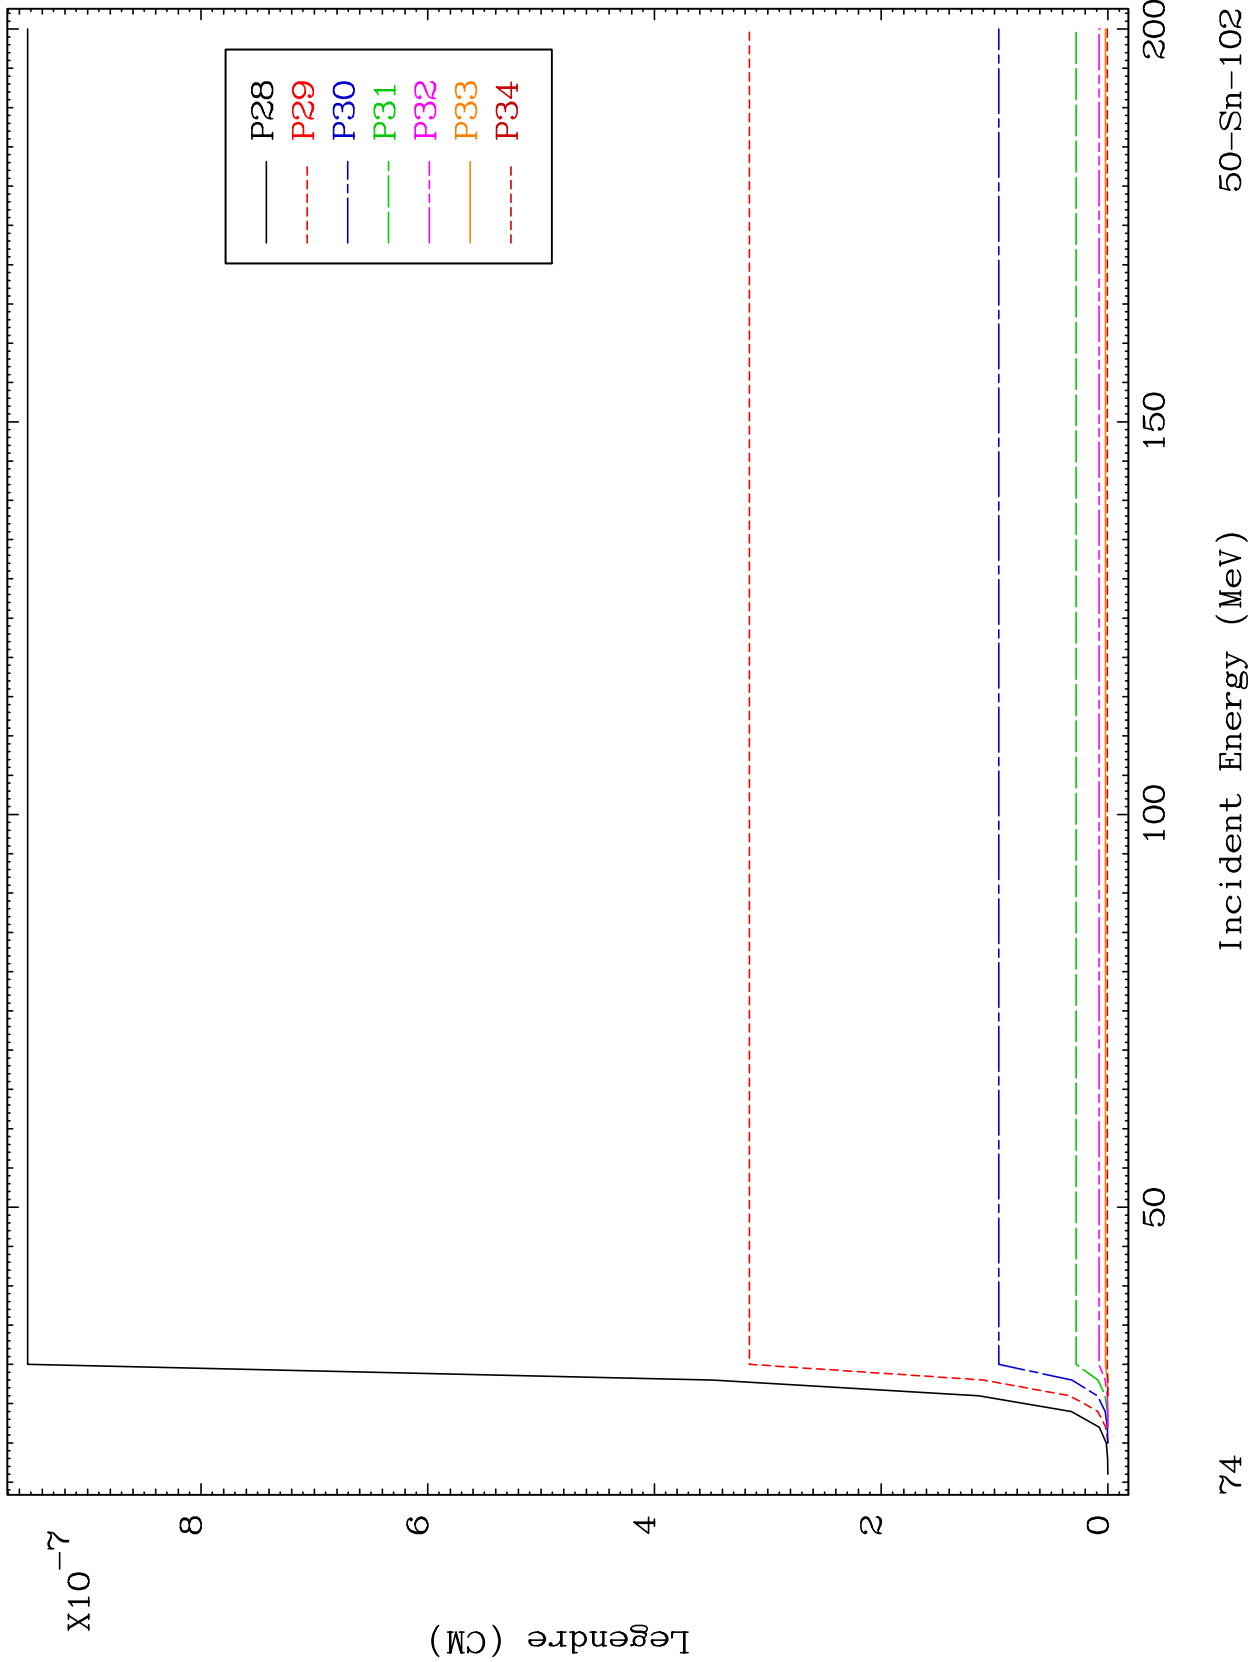 X10-7
8
6
4
2
0
Legendre (CM)
P28
P29
P30
P31
P32
P33
P34
50
100
150
200
Incident Energy (MeV)
74
50-Sn-102